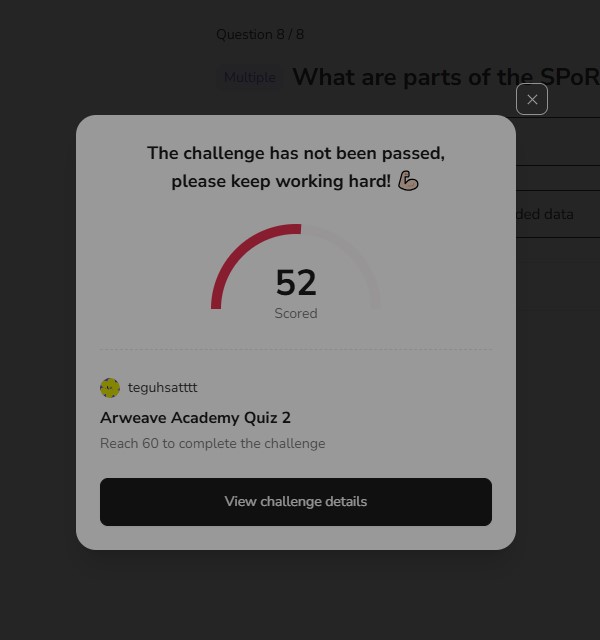 Question 8 / 8
Multiple What are parts of the SPoR
The challenge has not been passed,
please keep working hard! 💪
ded data
52
Scored
teguhsatttt
Arweave Academy Quiz 2
Reach 60 to complete the challenge
View challenge details